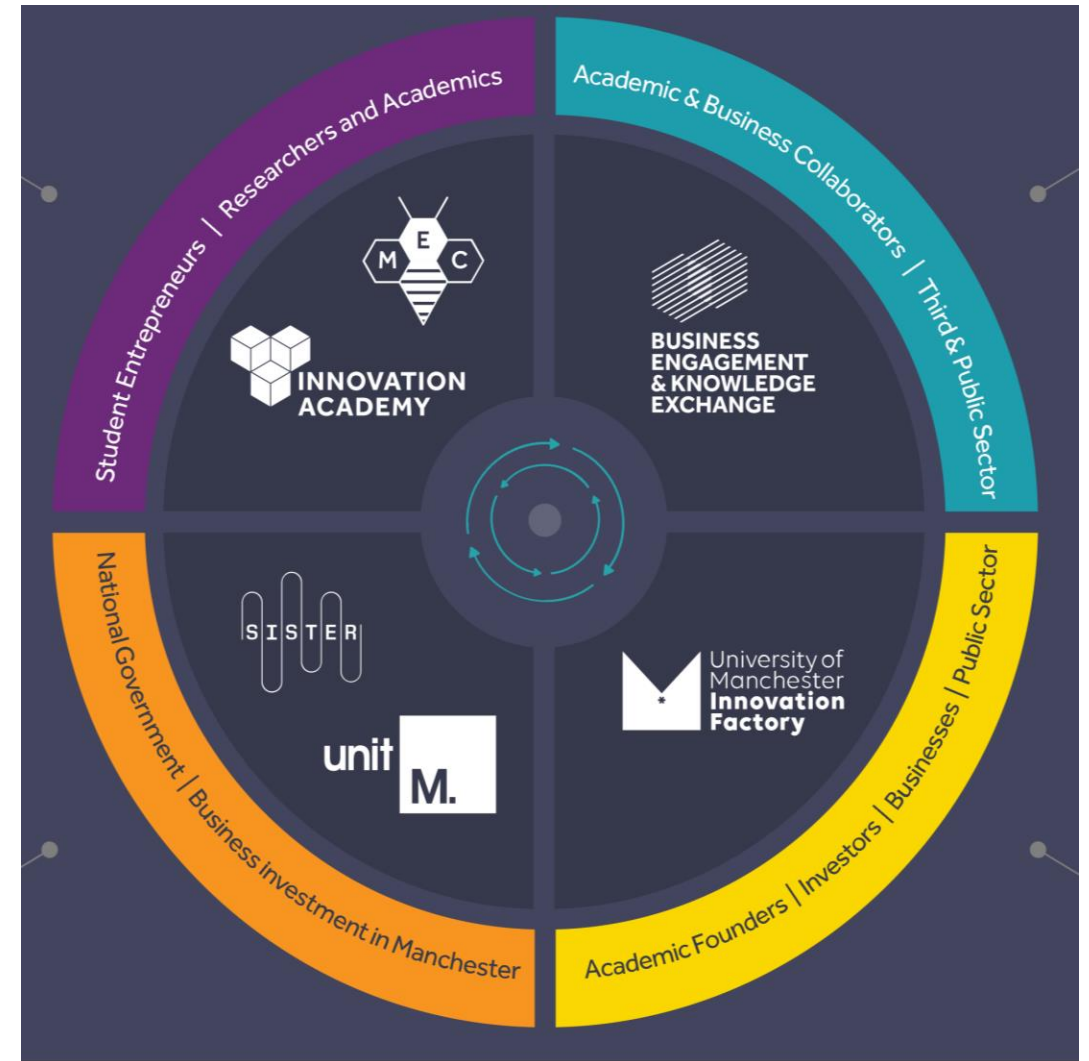 Student Entrepreneurs | Researchers and Academics
Academic & Business Collaborators | Third & Public Sector
M E C
INNOVATION
ACADEMY
BUSINESS
ENGAGEMENT
& KNOWLEDGE
EXCHANGE
SISTER
unit
M.
University of
Manchester
Innovation
Factory
National Government | Business Investment in Manchester
Academic Founders | Investors | Businesses | Public Sector